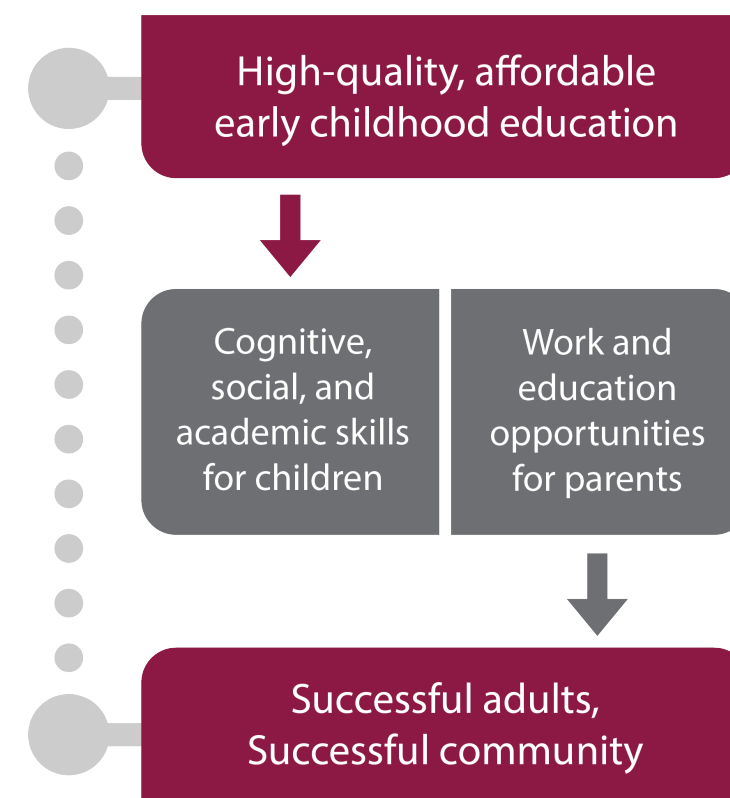 High-quality, affordable
early childhood education
Cognitive,
social, and
academic skills
for children
Work and
education
opportunities
for parents
Successful adults,
Successful community